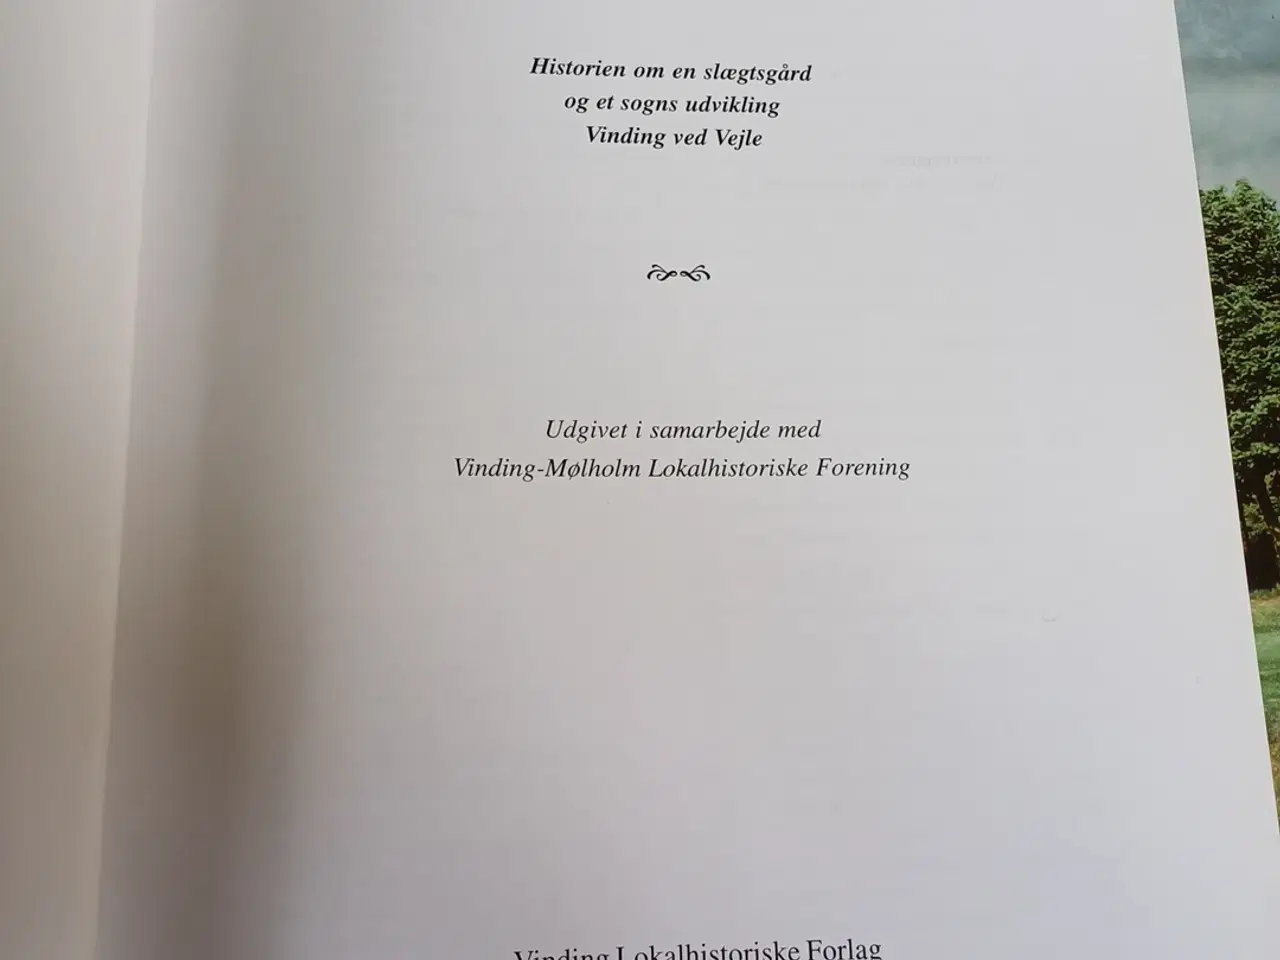 Historien om en slægtsgård
og et sogns udvikling
Vinding ved Vejle
Udgivet i samarbejde med
Vinding-Mølholm Lokalhistoriske Forening
Vinding Lokalhistoriske Forlag